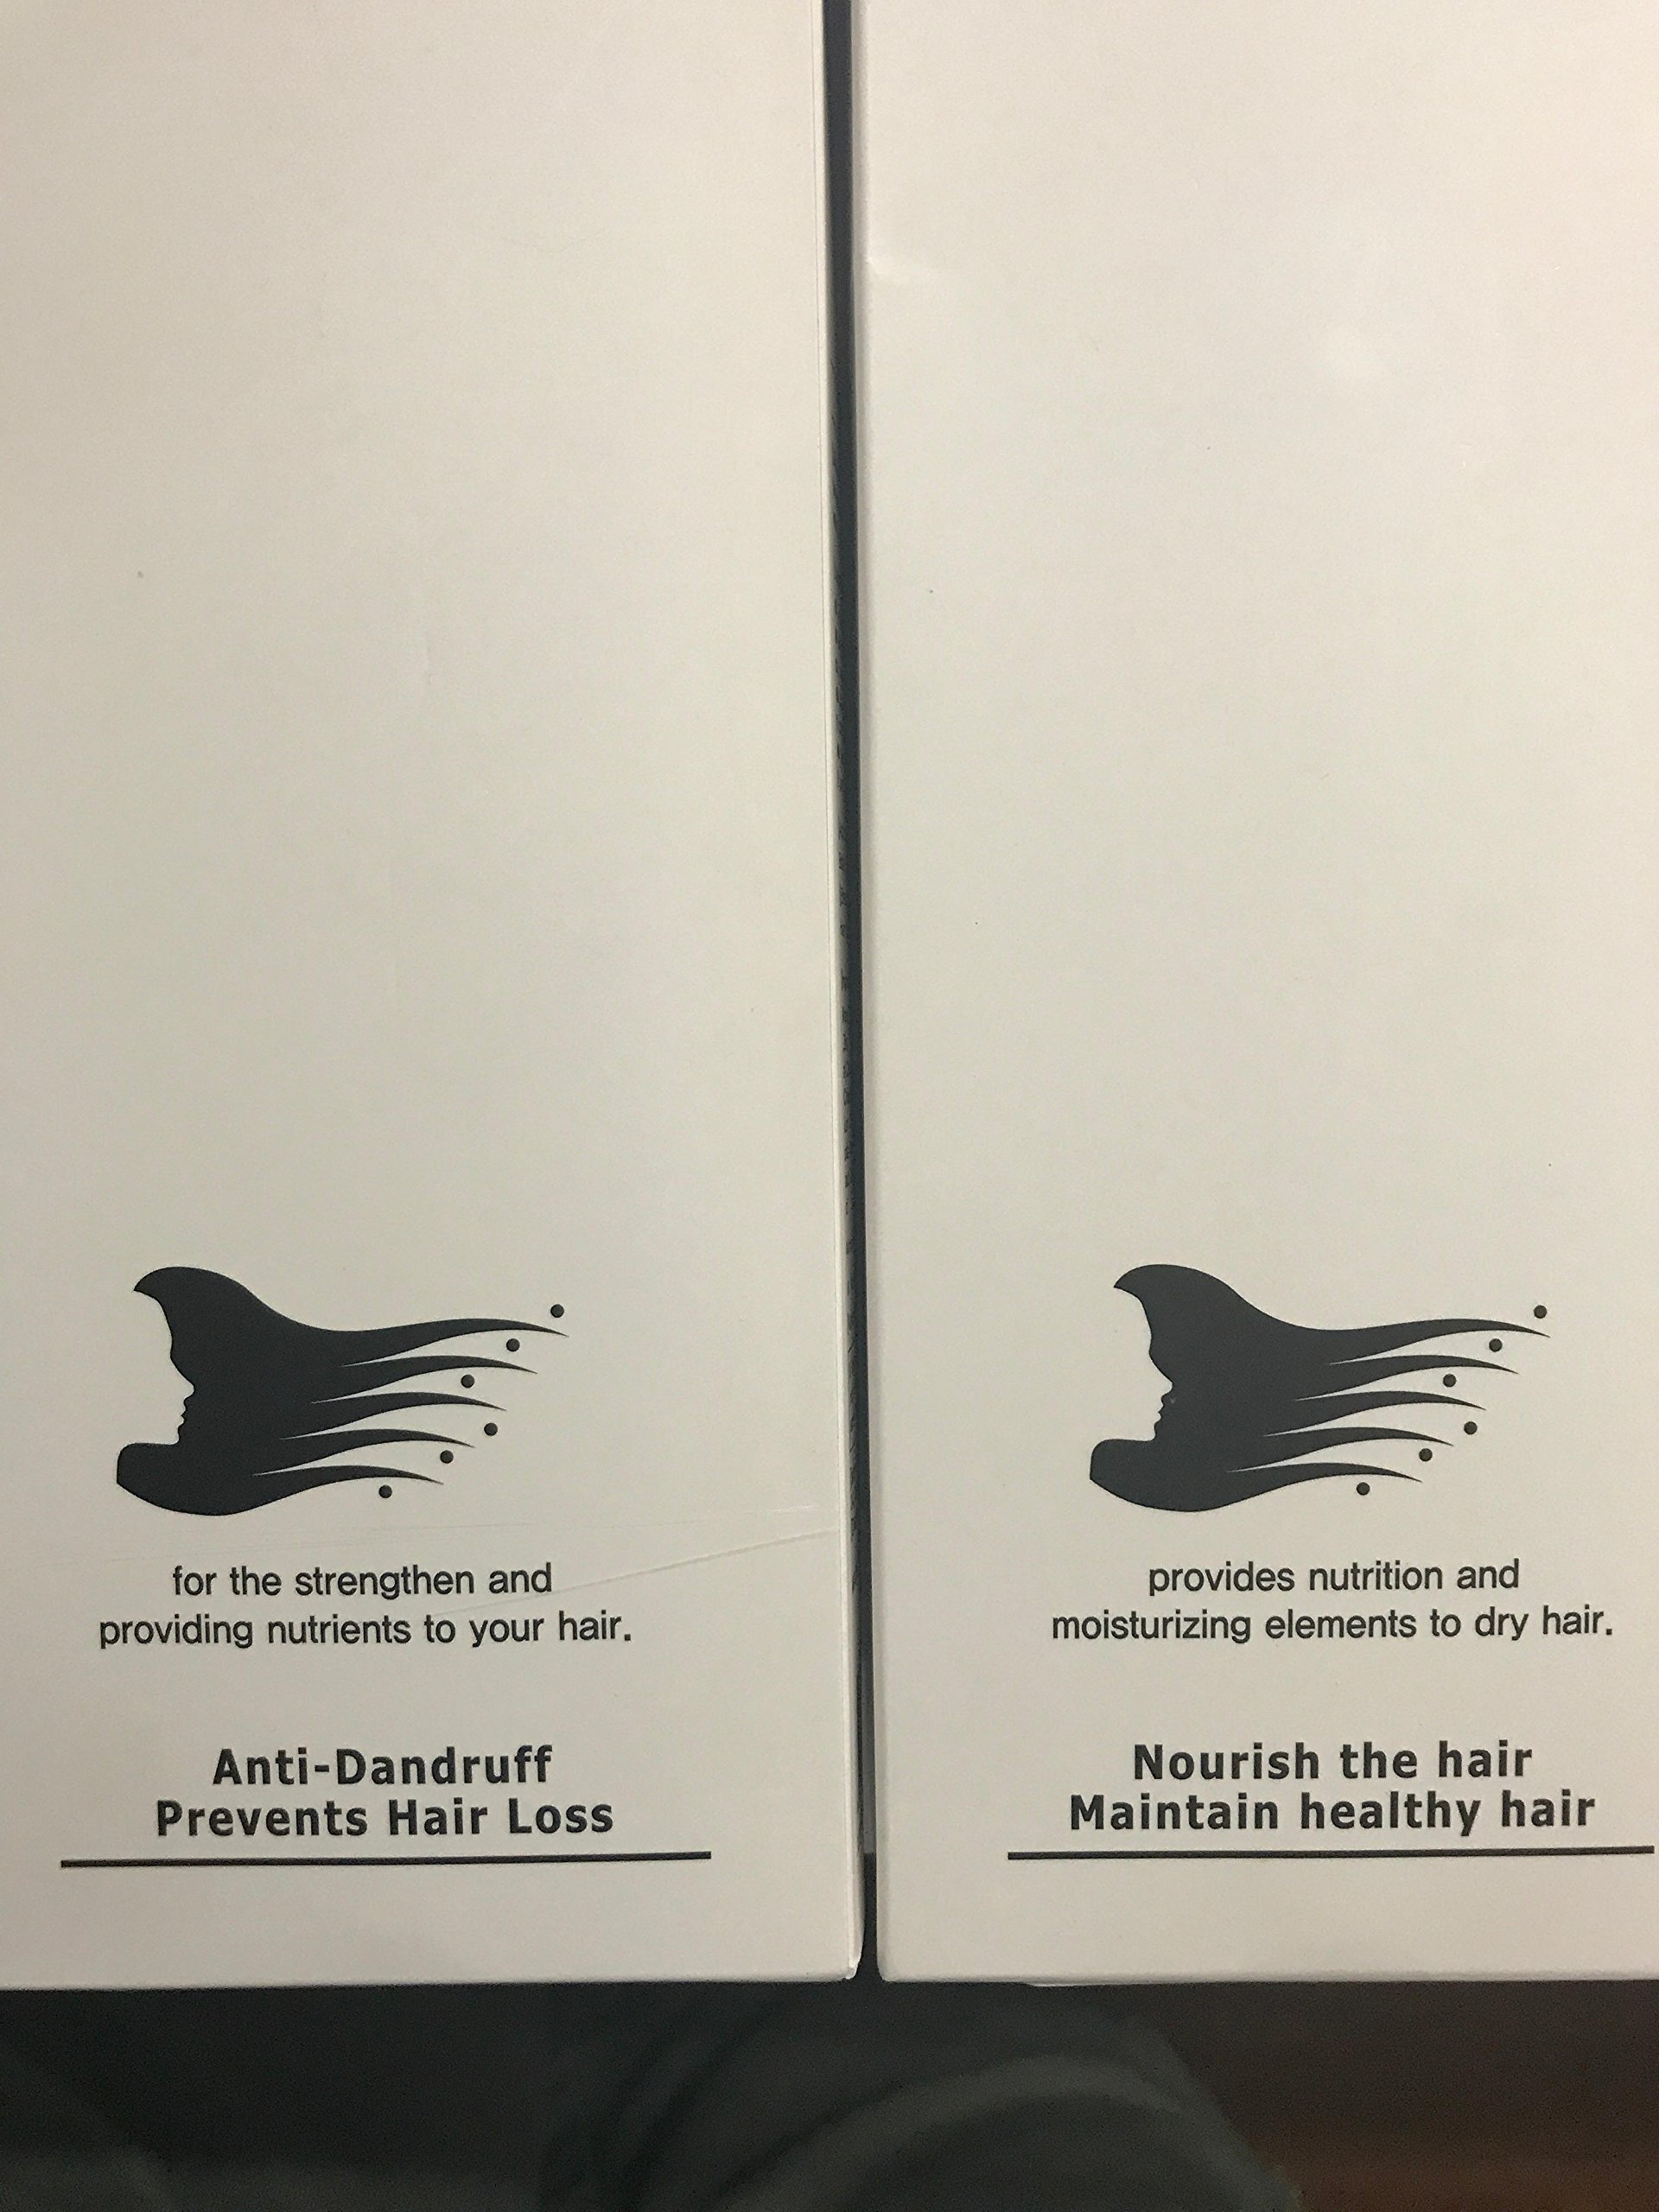 for the strengthen and
providing nutrients to your hair.
Anti-Dandruff
Prevents Hair Loss
provides nutrition and
moisturizing elements to dry hair.
Nourish the hair
Maintain healthy hair